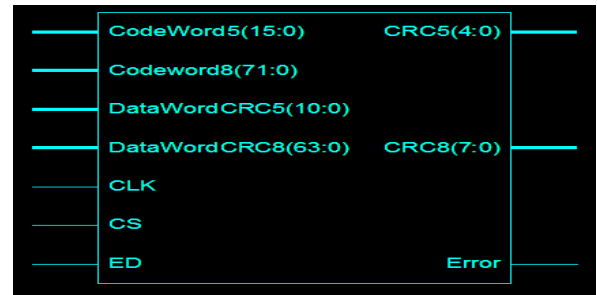 CodeWord5(15:0) CRC5(4:0)
Codeword8(71:0)
DataWordCRC5(10:0)
DataWordCRC8(63:0) CRC8(7:0)
CLK
CS
ED Error